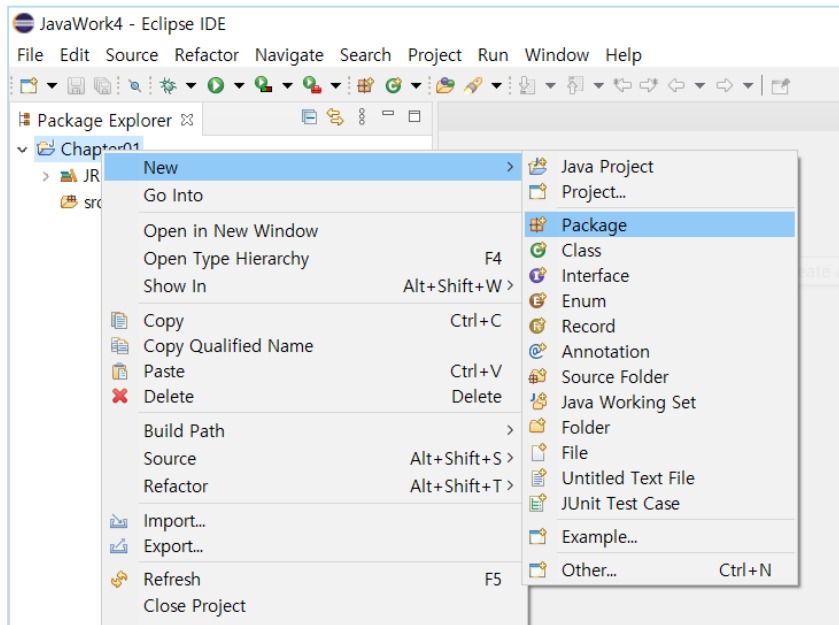 JavaWork4 - Eclipse IDE
File Edit Source Refactor Navigate Search Project Run Window Help
Package Explorer
Chapter01
JR
src
New
Go Into
Open in New Window
Open Type Hierarchy F4
Show In Alt+Shift+W
Copy Ctrl+C
Copy Qualified Name
Paste Ctrl+V
Delete Delete
Build Path
Source Alt+Shift+S
Refactor Alt+Shift+T
Import...
Export...
Refresh F5
Close Project
Java Project
Project...
Package
Class
Interface
Enum
Record
Annotation
Source Folder
Java Working Set
Folder
File
Untitled Text File
JUnit Test Case
Example...
Other... Ctrl+N